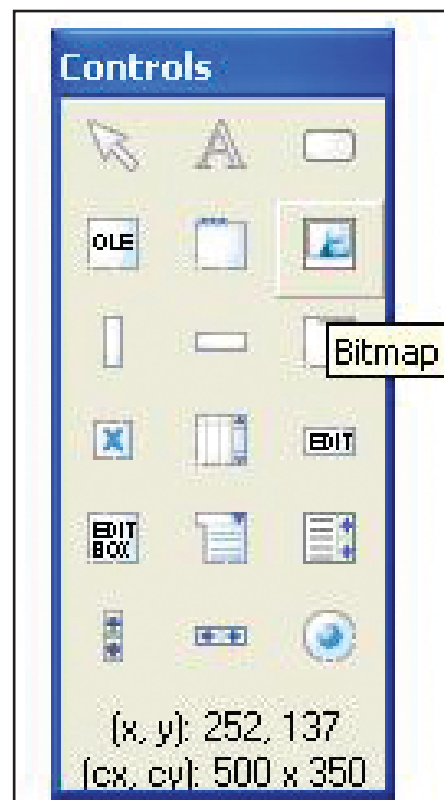 Controls
A
OLE
Bitmap
X
EDIT
EDIT
BOX
(x, y): 252, 137
(cx, cy): 500 x 350